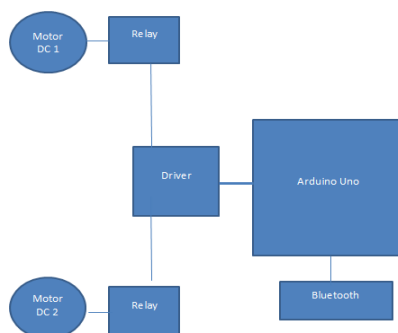 Motor
DC 1
Relay
Driver
Arduino Uno
Motor
DC 2
Relay
Bluetooth